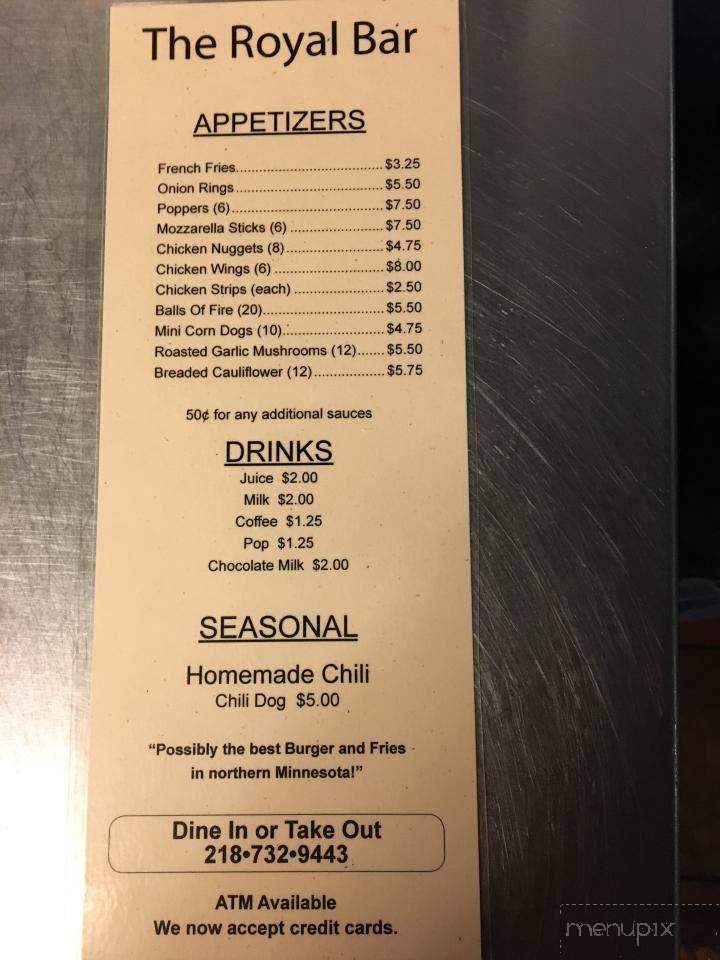 The Royal Bar
APPETIZERS
French Fries..................................... $3.25
Onion Rings..................................... $5.50
Poppers (6)...................................... $7.50
Mozzarella Sticks (6) ........................ $7.50
Chicken Nuggets (8)......................... $4.75
Chicken Wings (6) ............................ $8.00
Chicken Strips (each) ....................... $2.50
Balls Of Fire (20)............................... $5.50
Mini Corn Dogs (10).......................... $4.75
Roasted Garlic Mushrooms (12)....... $5.50
Breaded Cauliflower (12).................. $5.75
50¢ for any additional sauces
DRINKS
Juice $2.00
Milk $2.00
Coffee $1.25
Pop $1.25
Chocolate Milk $2.00
SEASONAL
Homemade Chili
Chili Dog $5.00
“Possibly the best Burger and Fries
in northern Minnesota!”
Dine In or Take Out
218•732•9443
ATM Available
We now accept credit cards.
menupix